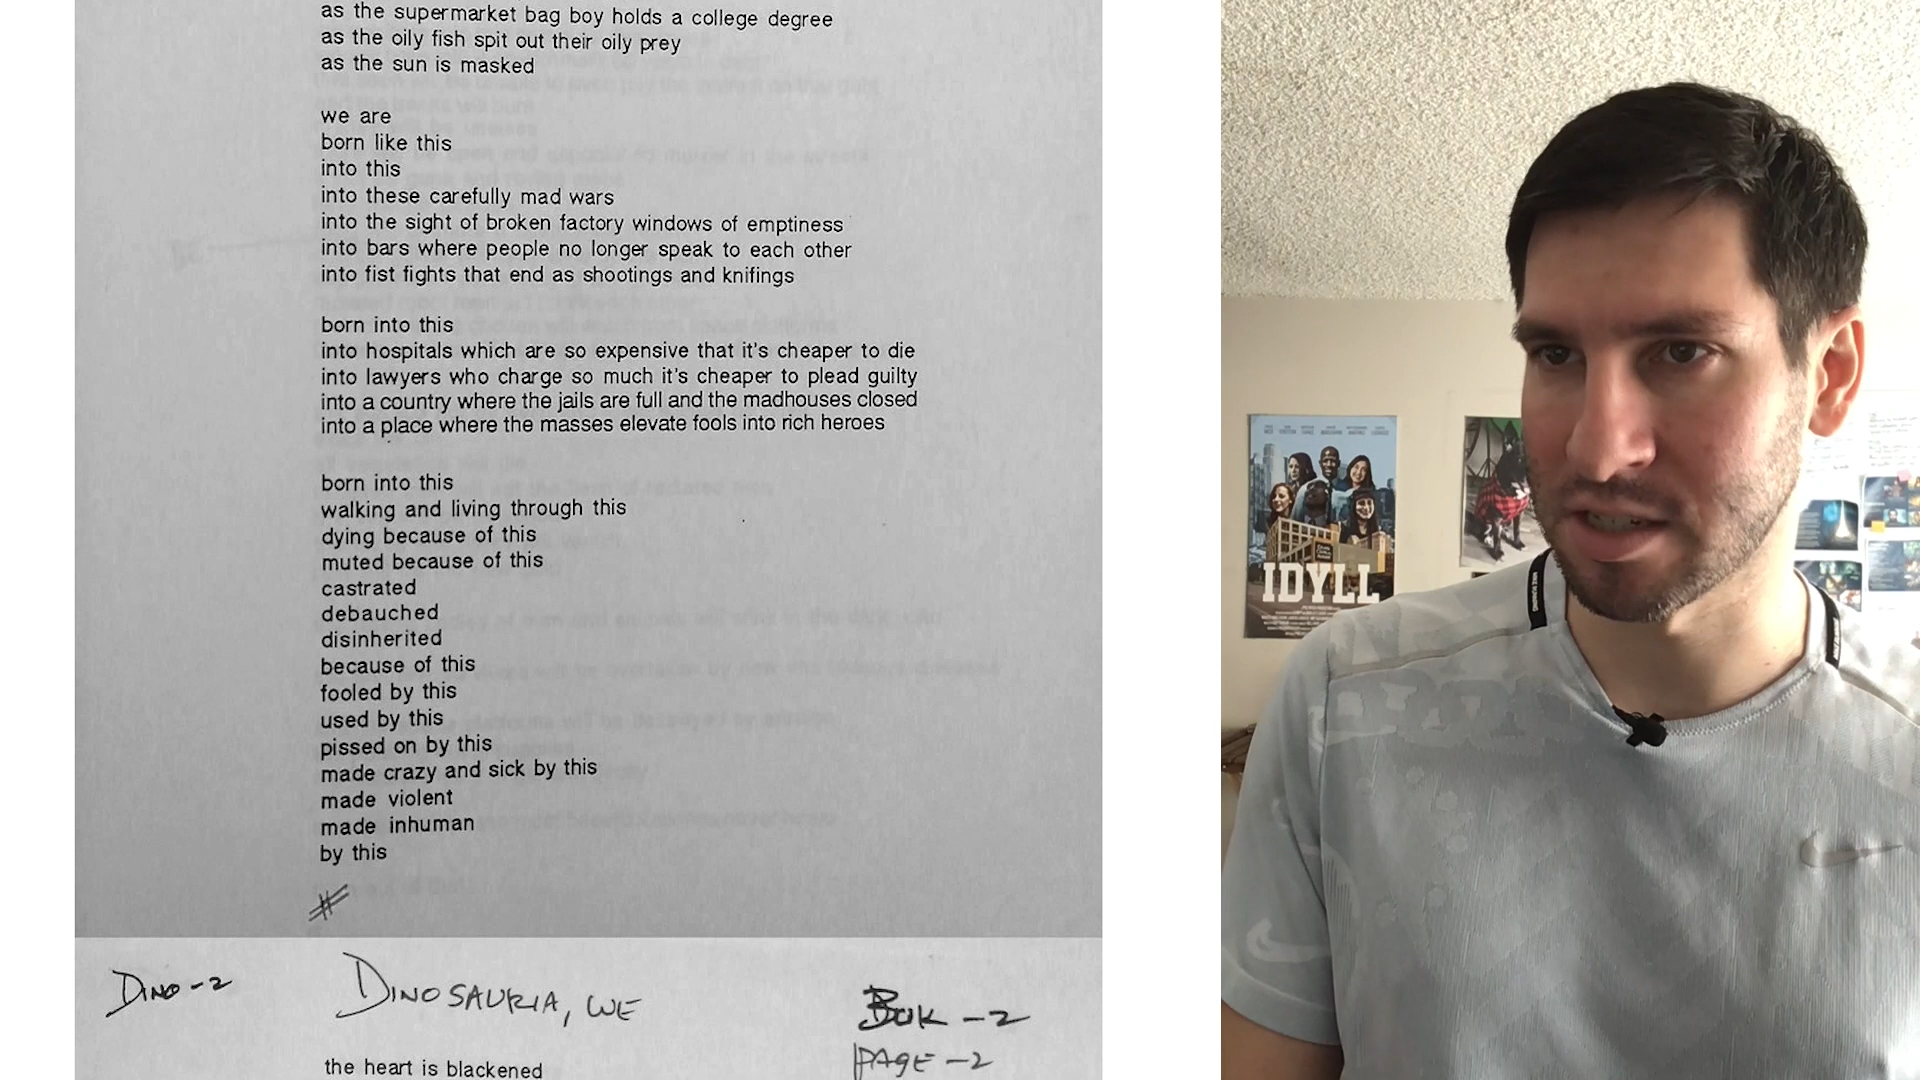 as the supermarket bag boy holds a college degree
as the oily fish spit out their oily prey
as the sun is masked
we are
born like this
into this
into these carefully mad wars
into the sight of broken factory windows of emptiness
into bars where people no longer speak to each other
into fist fights that end as shootings and knifings
born into this
into hospitals which are so expensive that it's cheaper to die
into lawyers who charge so much it's cheaper to plead guilty
into a country where the jails are full and the madhouses closed
into a place where the masses elevate fools into rich heroes
born into this
walking and living through this
dying because of this
muted because of this
castrated
debauched
disinherited
because of this
fooled by this
used by this
pissed on by this
made crazy and sick by this
made violent
made inhuman
by this
#
DINO-2 DINOSAURIA, WE BUK-2
PAGE-2
the heart is blackened
IDYLL